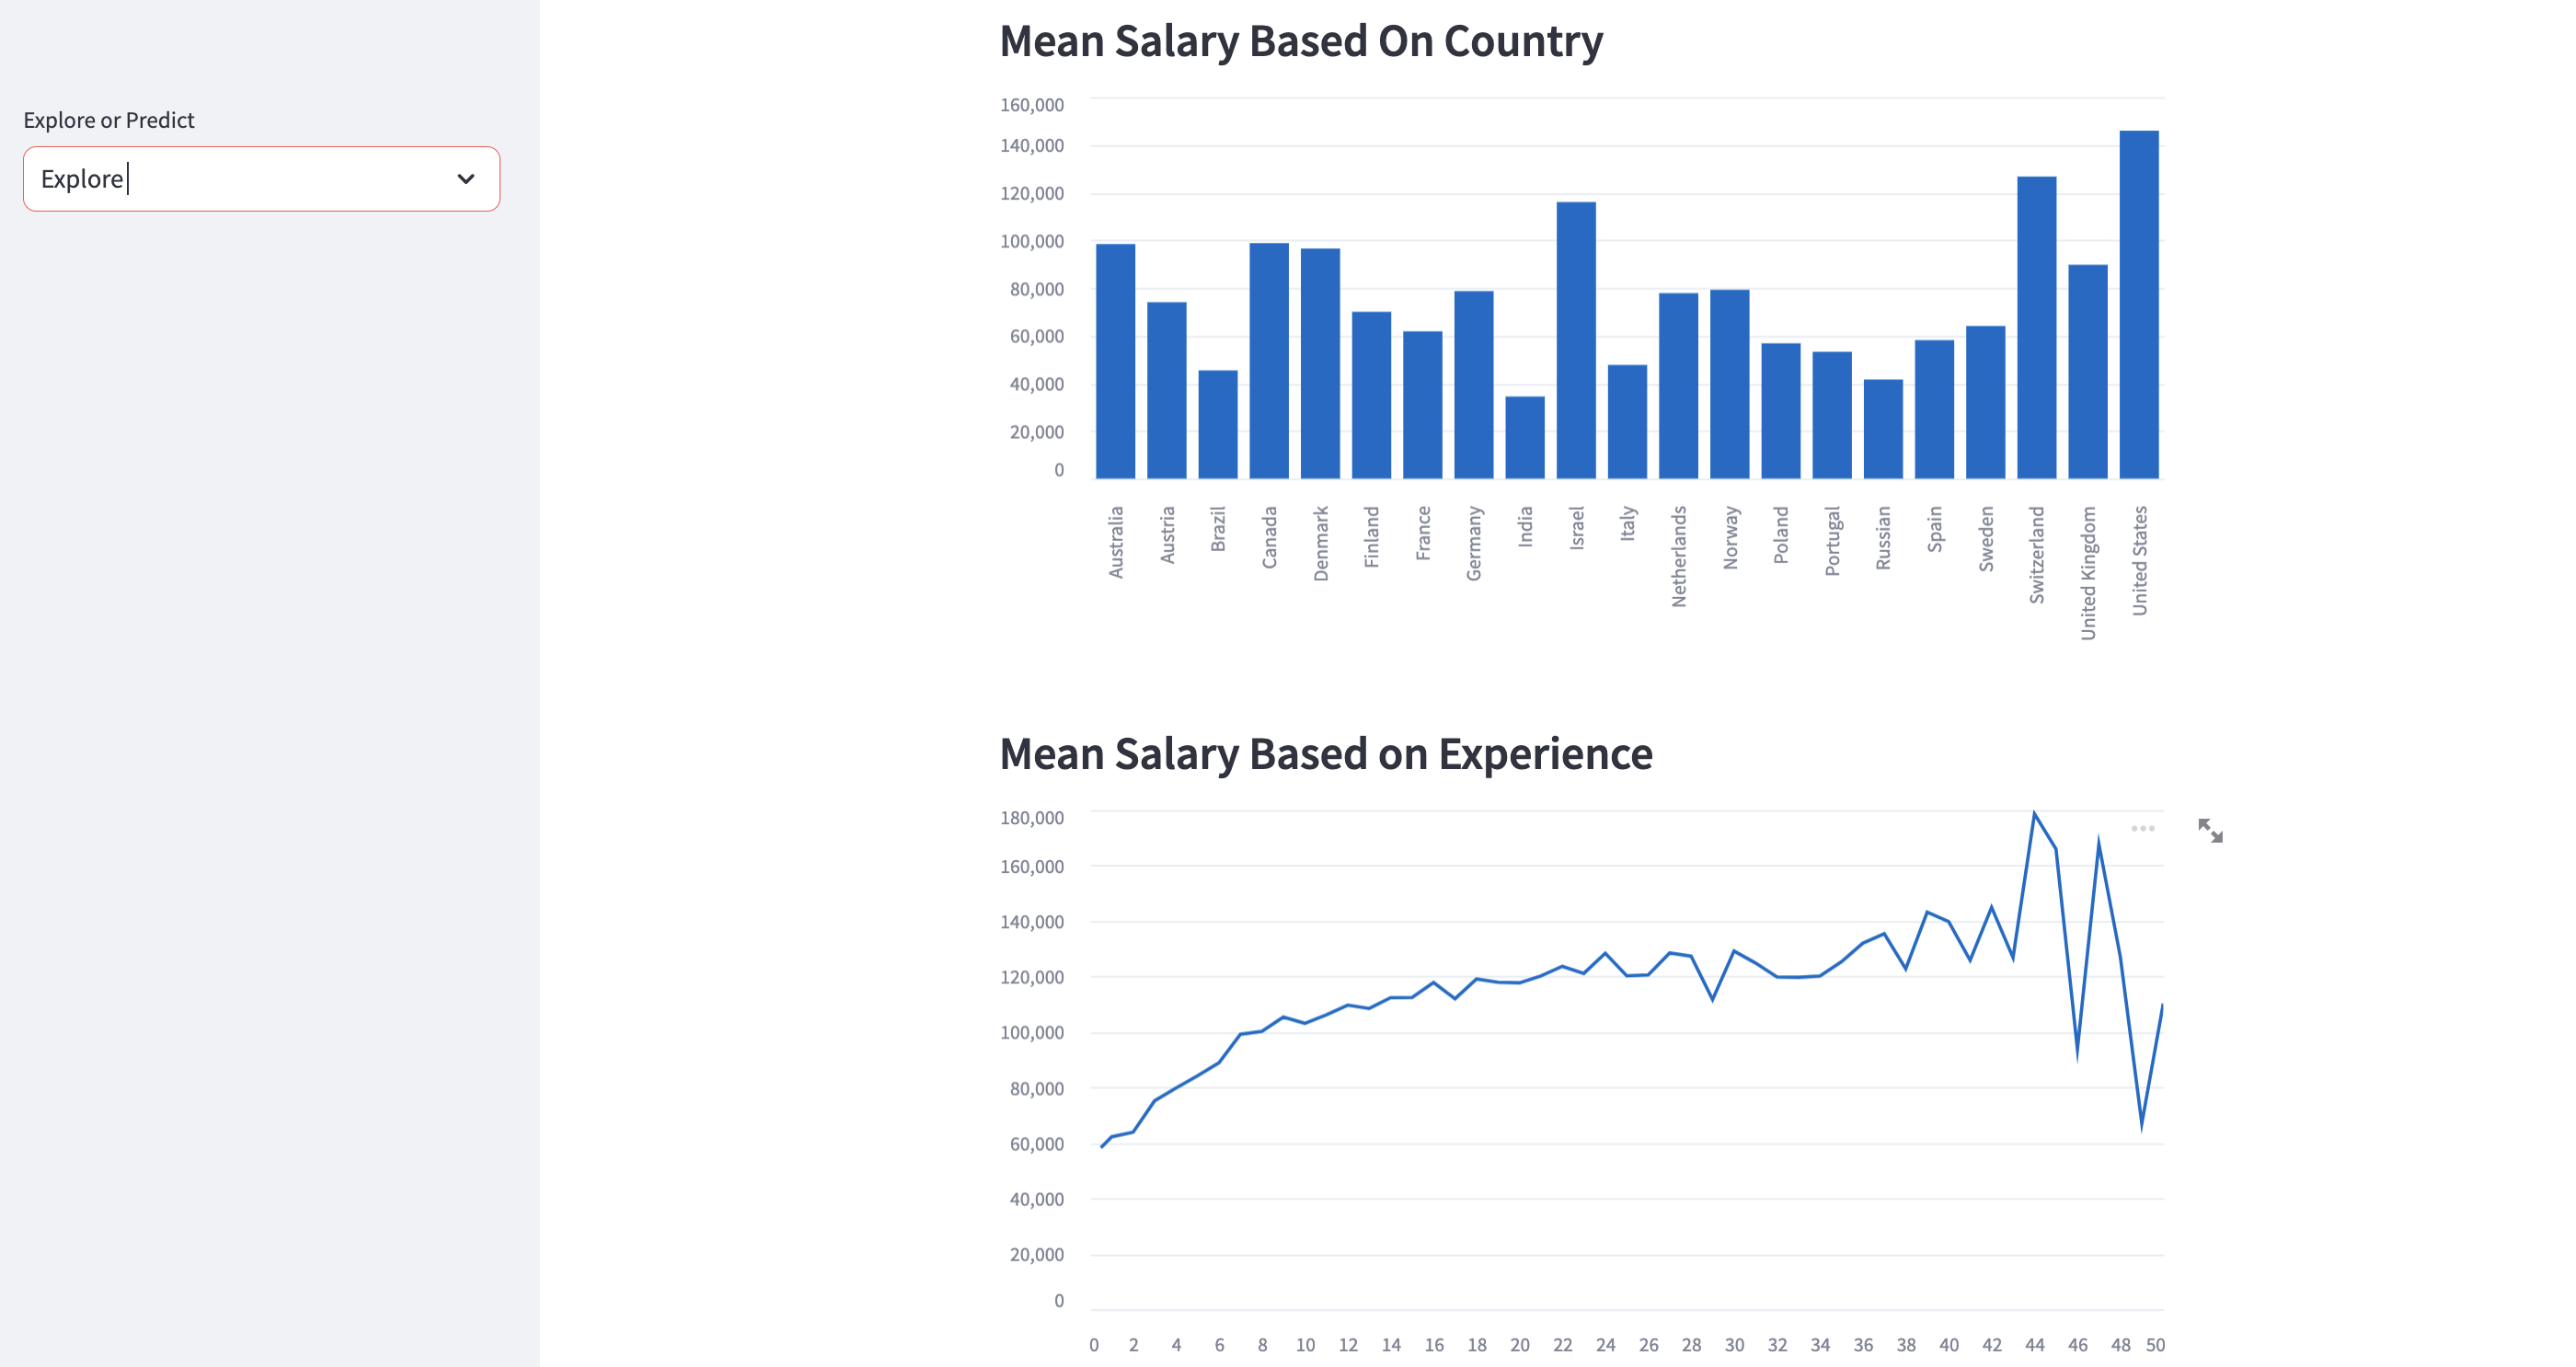 Explore or Predict
Explore
Mean Salary Based On Country
160,000
140,000
120,000
100,000
80,000
60,000
40,000
20,000
0
Australia
Austria
Brazil
Canada
Denmark
Finland
France
Germany
India
Israel
Italy
Netherlands
Norway
Poland
Portugal
Russian
Spain
Sweden
Switzerland
United Kingdom
United States
Mean Salary Based on Experience
180,000
160,000
140,000
120,000
100,000
80,000
60,000
40,000
20,000
0
0 2 4 6 8 10 12 14 16 18 20 22 24 26 28 30 32 34 36 38 40 42 44 46 48 50